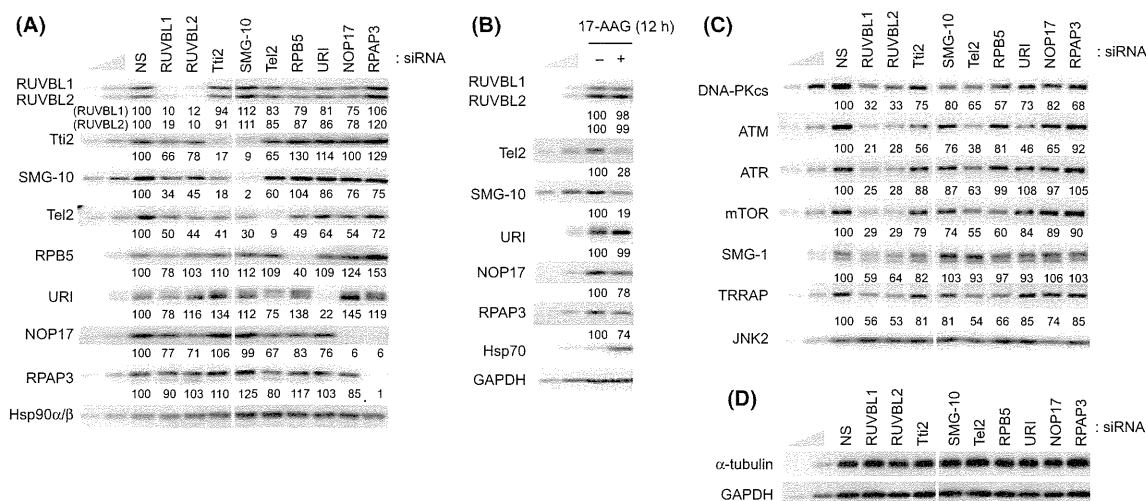 (A)
NS RUVBL1 RUVBL2 Tti2 SMG-10 Tel2 RPB5 URI NOP17 RPAP3 : siRNA
RUVBL1
RUVBL2
(RUVBL1) 100 10 12 94 112 83 79 81 75 106
(RUVBL2) 100 19 10 91 111 85 87 86 78 120
Tti2
100 66 78 17 9 65 130 114 100 129
SMG-10
100 34 45 18 2 60 104 86 76 75
Tel2
100 50 44 41 30 9 49 64 54 72
RPB5
100 78 103 110 112 109 40 109 124 153
URI
100 78 116 134 112 75 138 22 145 119
NOP17
100 77 71 106 99 67 83 76 6 6
RPAP3
100 90 103 110 125 80 117 103 85 1
Hsp90α/β
(B)
17-AAG (12 h)
– +
RUVBL1
RUVBL2
100 98
100 99
Tel2
100 28
SMG-10
100 19
URI
100 99
NOP17
100 78
RPAP3
100 74
Hsp70
GAPDH
(C)
NS RUVBL1 RUVBL2 Tti2 SMG-10 Tel2 RPB5 URI NOP17 RPAP3 : siRNA
DNA-PKcs
100 32 33 75 80 65 57 73 82 68
ATM
100 21 28 56 76 38 81 46 65 92
ATR
100 25 28 88 87 63 99 108 97 105
mTOR
100 29 29 79 74 55 60 84 89 90
SMG-1
100 59 64 82 103 93 97 93 106 103
TRRAP
100 56 53 81 81 54 66 85 74 85
JNK2
(D)
NS RUVBL1 RUVBL2 Tti2 SMG-10 Tel2 RPB5 URI NOP17 RPAP3 : siRNA
α-tubulin
GAPDH